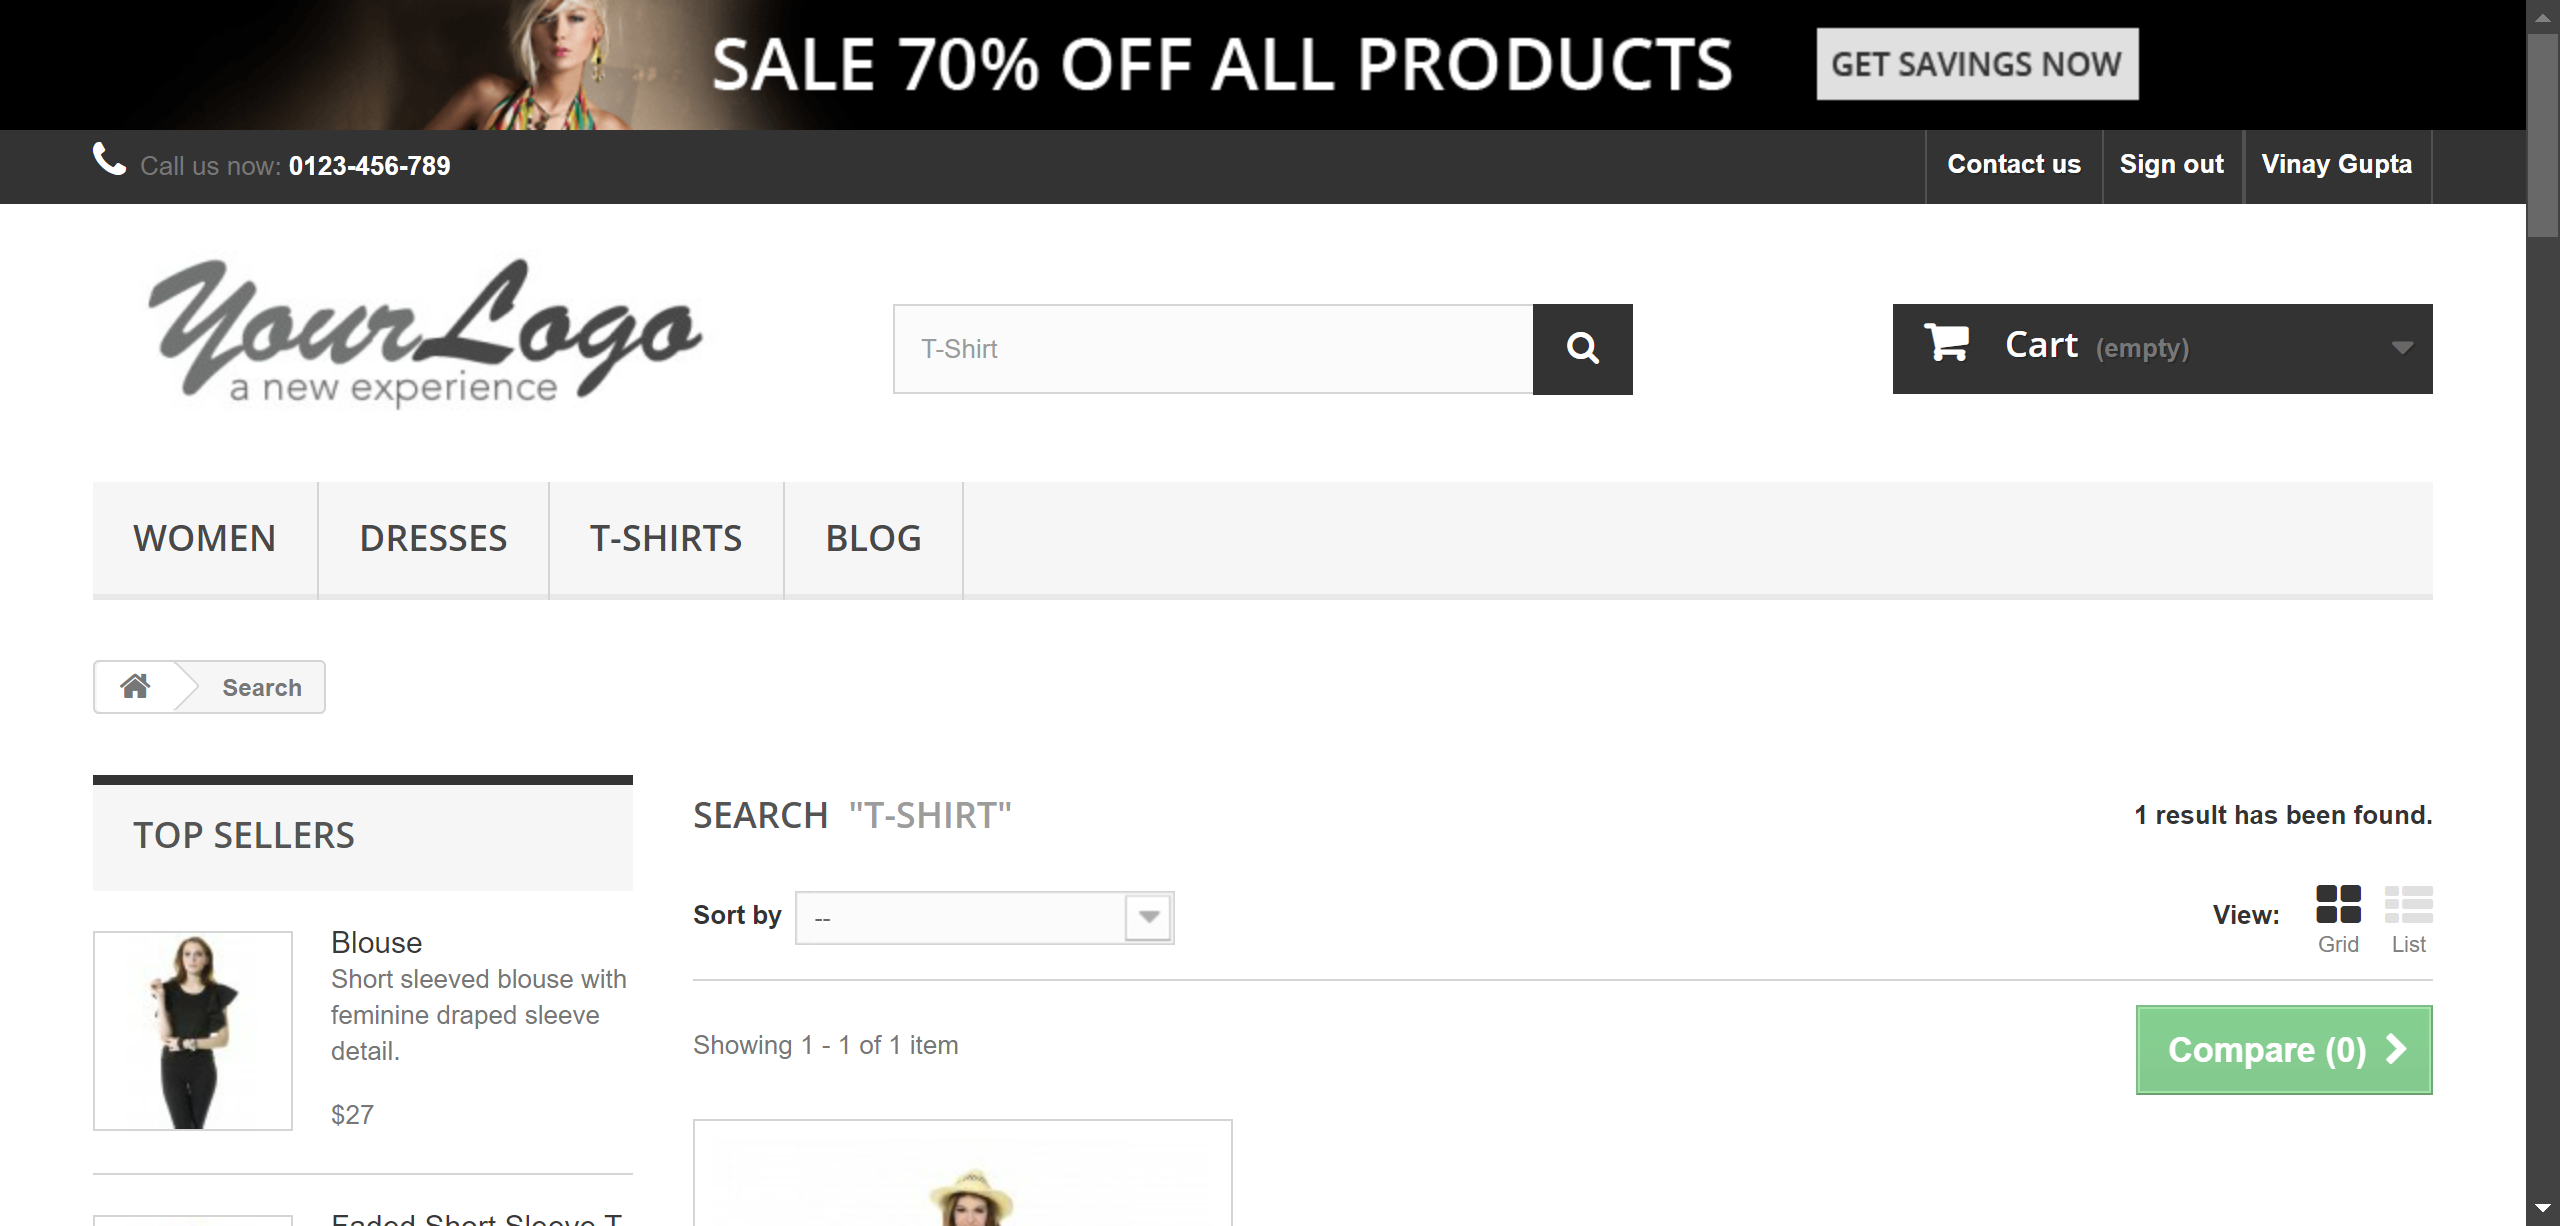 SALE 70% OFF ALL PRODUCTS
GET SAVINGS NOW
Call us now: 0123-456-789
Contact us
Sign out
Vinay Gupta
YourLogo
a new experience
T-Shirt
Cart (empty)
WOMEN
DRESSES
T-SHIRTS
BLOG
Search
TOP SELLERS
Blouse
Short sleeved blouse with
feminine draped sleeve
detail.
$27
Faded Short Sleeve T
SEARCH "T-SHIRT"
1 result has been found.
Sort by
--
View:
Grid
List
Showing 1 - 1 of 1 item
Compare (0)